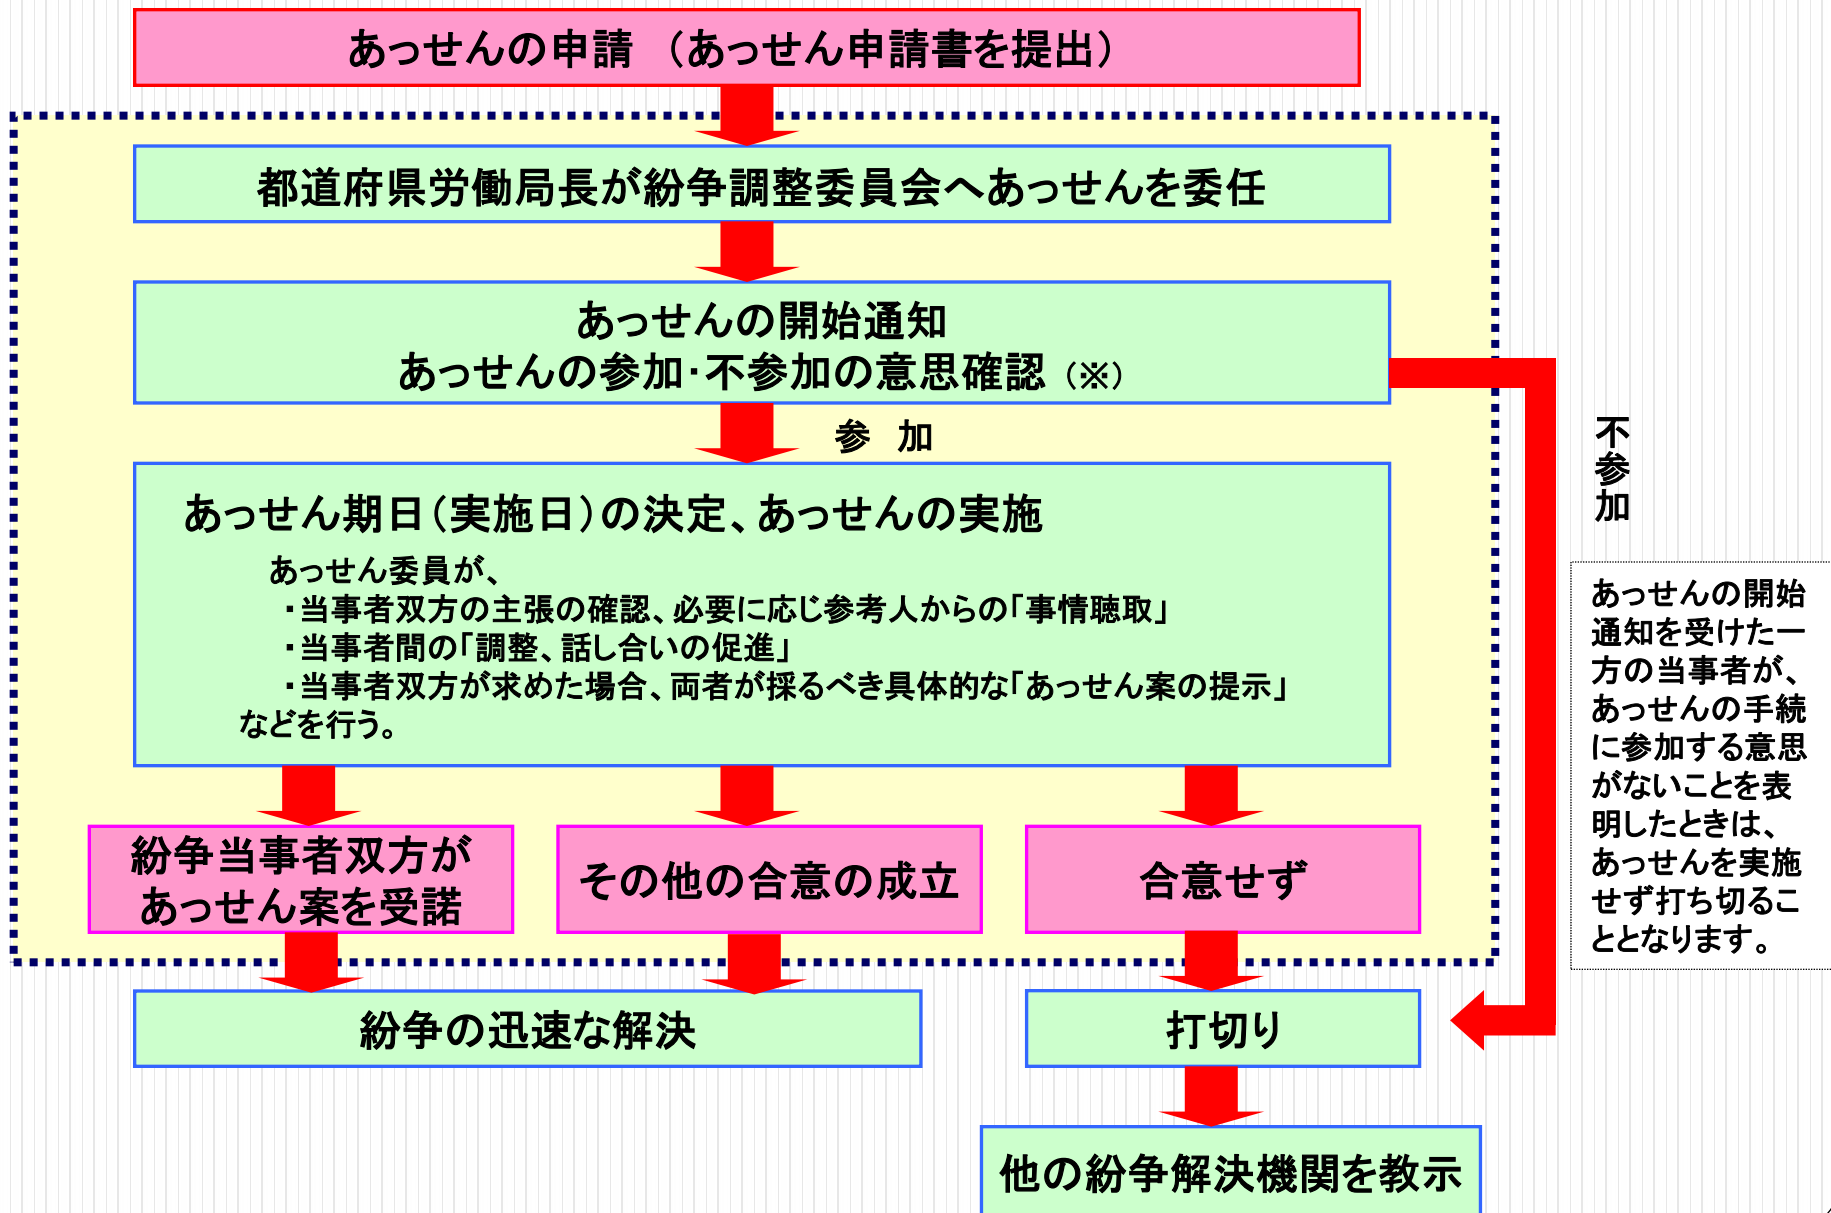 あっせんの申請　（あっせん申請書を提出）
都道府県労働局長が紛争調整委員会へあっせんを委任
あっせんの開始通知
あっせんの参加・不参加の意思確認（※）
参　加
不参加
あっせん期日（実施日）の決定、あっせんの実施
あっせん委員が、
・当事者双方の主張の確認、必要に応じ参考人からの「事情聴取」
・当事者間の「調整、話し合いの促進」
・当事者双方が求めた場合、両者が採るべき具体的な「あっせん案の提示」
などを行う。
あっせんの開始
通知を受けた一
方の当事者が、
あっせんの手続
に参加する意思
がないことを表
明したときは、
あっせんを実施
せず打ち切るこ
ととなります。
紛争当事者双方が
あっせん案を受諾
その他の合意の成立
合意せず
紛争の迅速な解決
打切り
他の紛争解決機関を教示